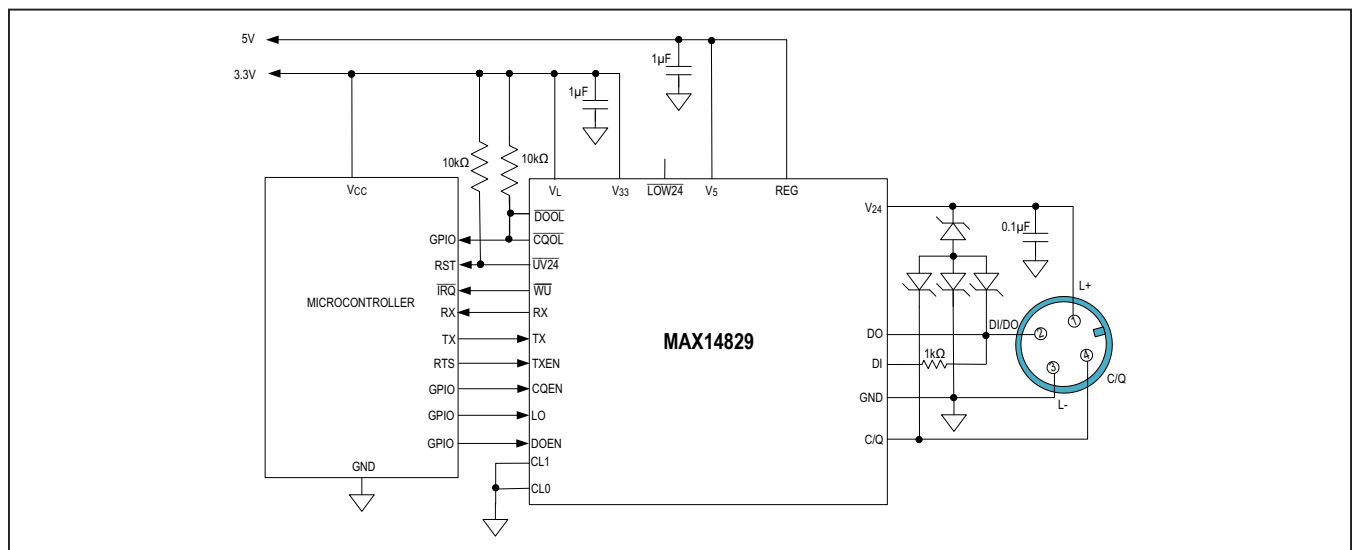 5V
1µF
3.3V
1µF
10kΩ
10kΩ
VCC
VL
V33
LOW24
V5
REG
V24
0.1µF
DOOL
GPIO
CQOL
RST
UV24
IRQ
WU
RX
RX
TX
TX
RTS
TXEN
GPIO
CQEN
GPIO
LO
GPIO
DOEN
CL1
CL0
GND
MICROCONTROLLER
MAX14829
L+
DO
DI/DO
DI
1kΩ
GND
C/Q
1
2
3
4
C/Q
L-